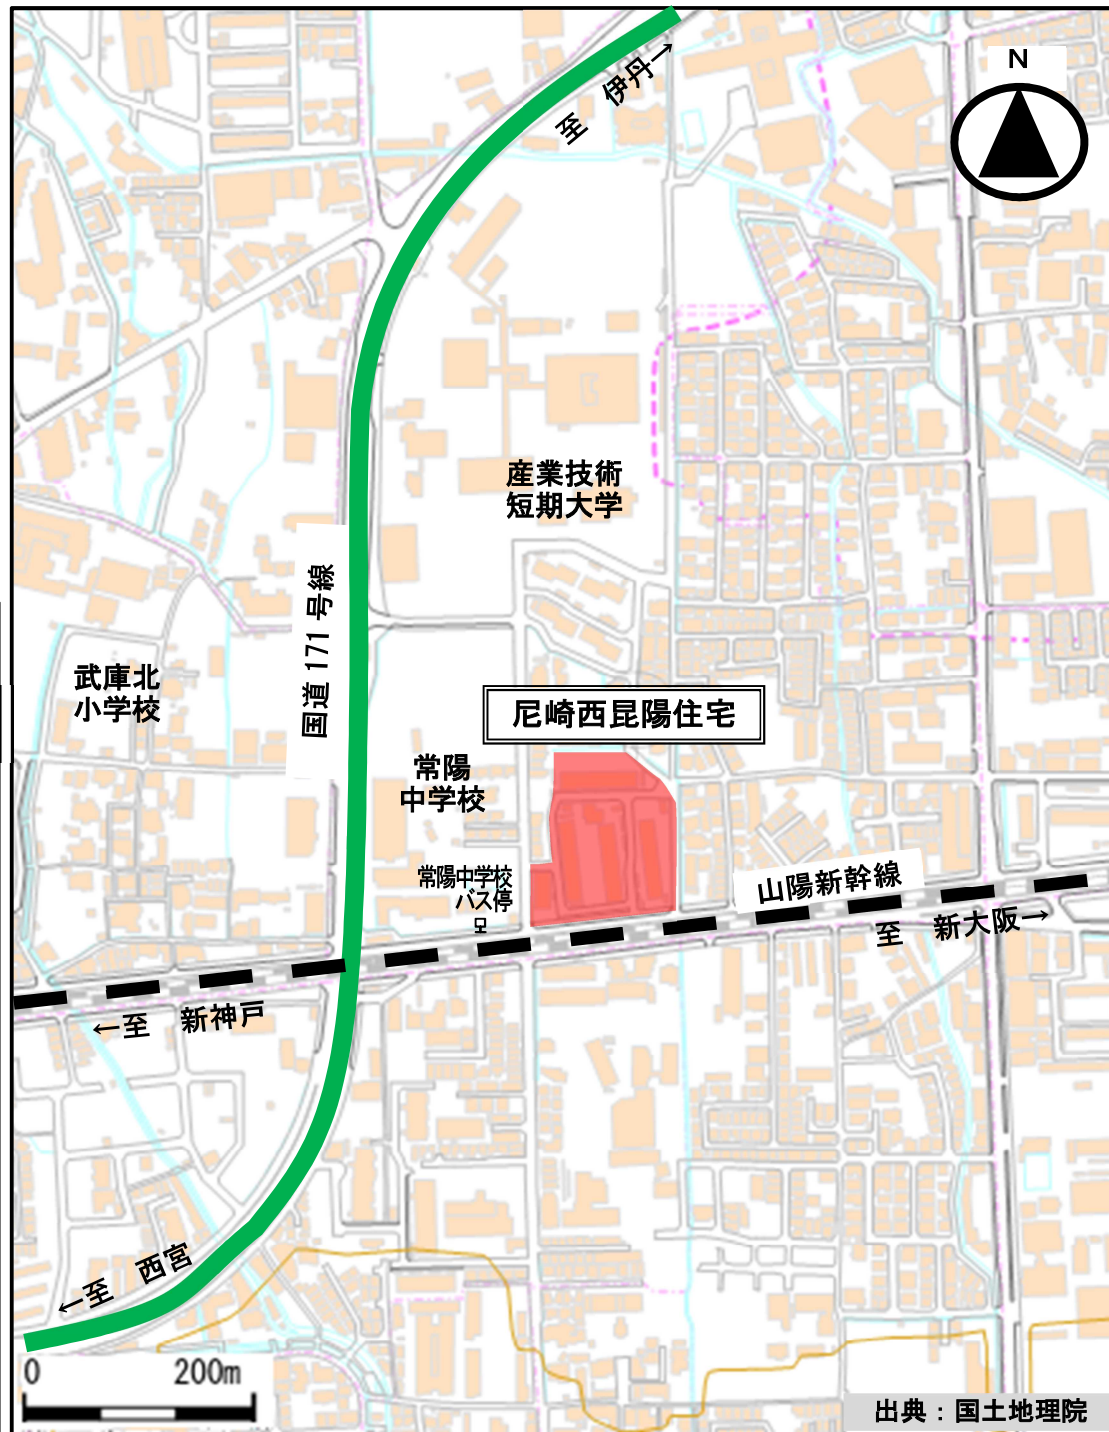 N
至 伊丹→
産業技術
短期大学
国道171号線
武庫北
小学校
尼崎西昆陽住宅
常陽
中学校
常陽中学校
バス停
山陽新幹線
至 新大阪→
←至 新神戸
←至 西宮
0 200m
出典：国土地理院